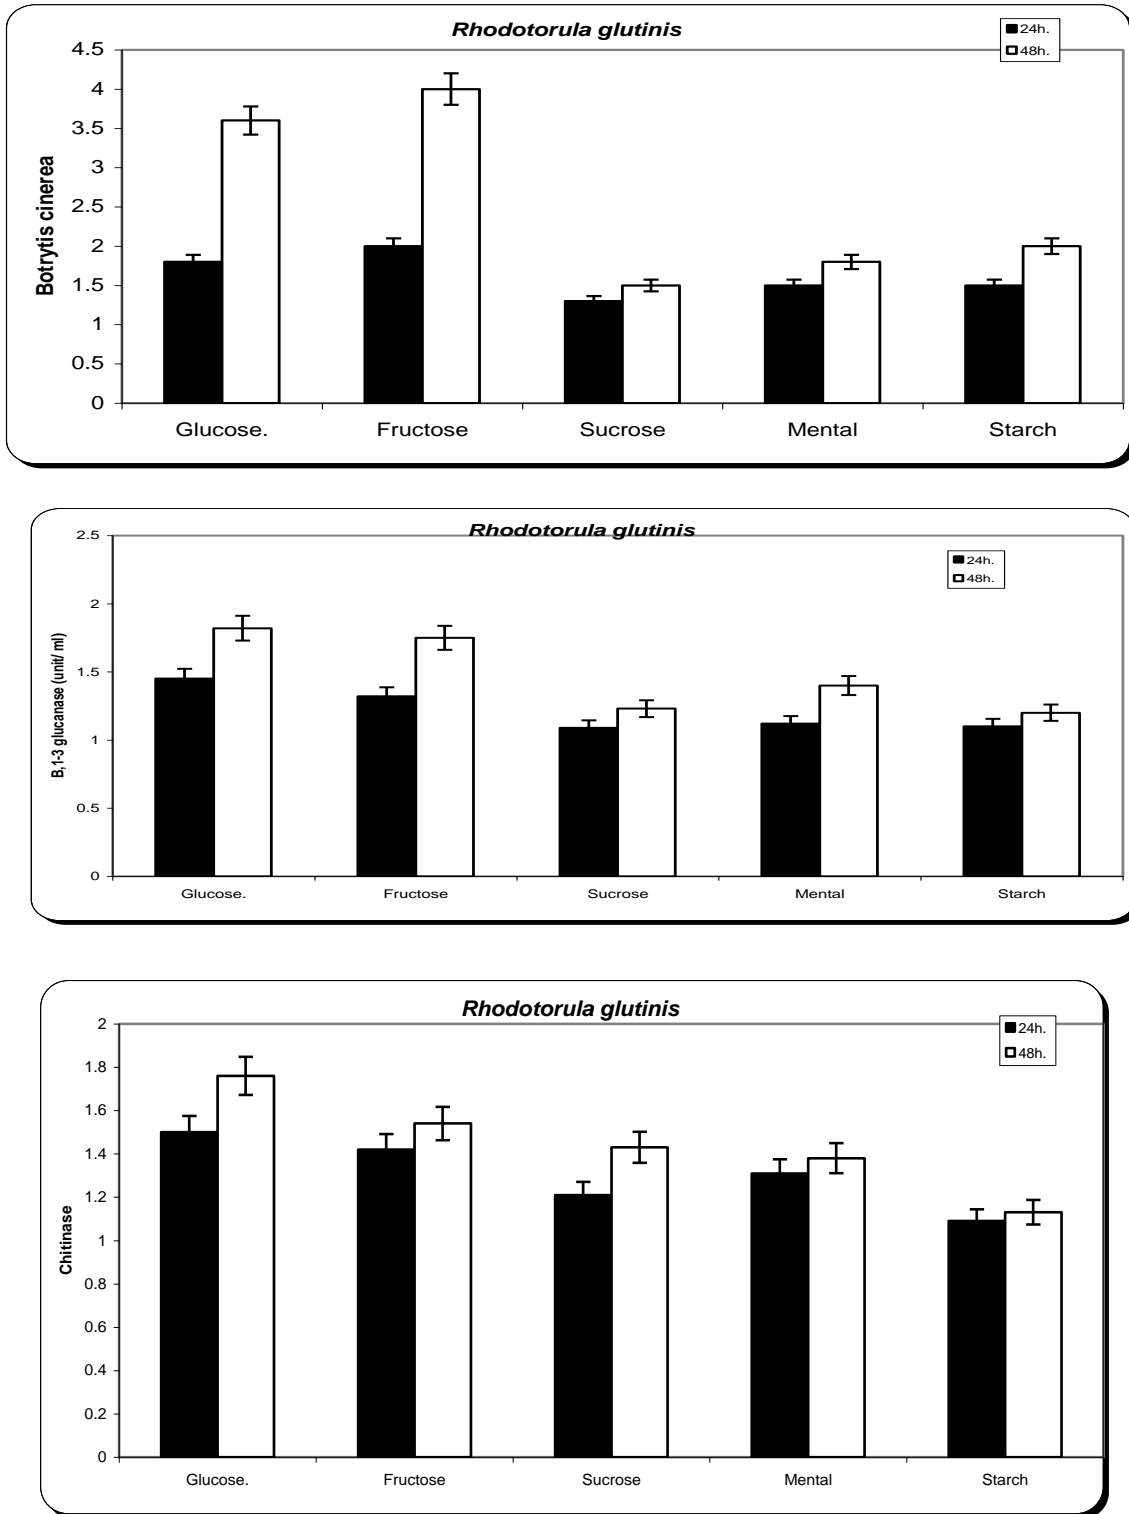 Rhodotorula glutinis
24h.
48h.
Botrytis cinerea
4.5
4
3.5
3
2.5
2
1.5
1
0.5
0
Glucose. Fructose Sucrose Mental Starch
Rhodotorula glutinis
24h.
48h.
B,1-3 glucanase (unit/ ml)
2.5
2
1.5
1
0.5
0
Glucose. Fructose Sucrose Mental Starch
Rhodotorula glutinis
24h.
48h.
Chitinase
2
1.8
1.6
1.4
1.2
1
0.8
0.6
0.4
0.2
0
Glucose. Fructose Sucrose Mental Starch